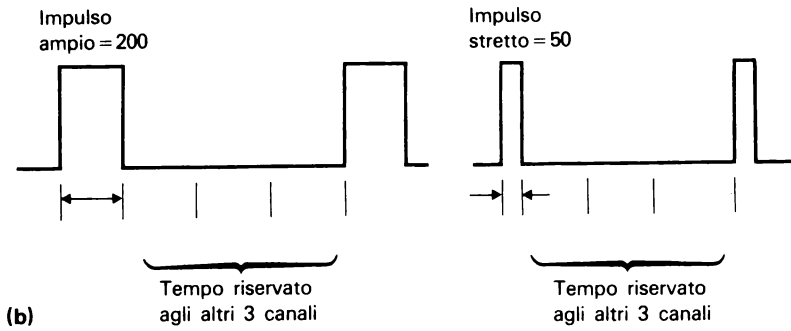 Impulso
ampio = 200
Impulso
stretto = 50
Tempo riservato
agli altri 3 canali
Tempo riservato
agli altri 3 canali
(b)